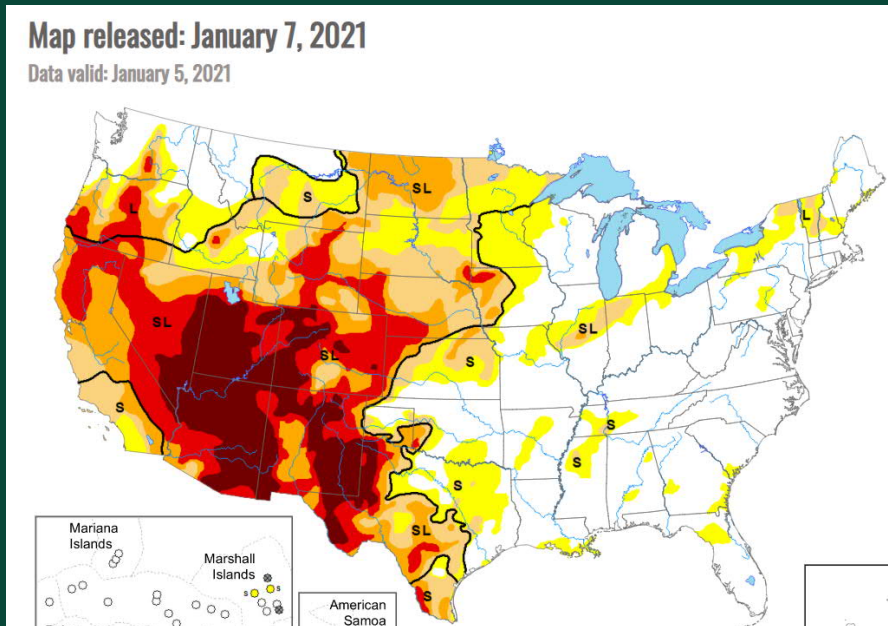 Map released: January 7, 2021
Data valid: January 5, 2021
S
SL
L
L
SL
SL
SL
S
S
S
S
S
SL
S
Mariana
Islands
Marshall
Islands
S
S
American
Samoa